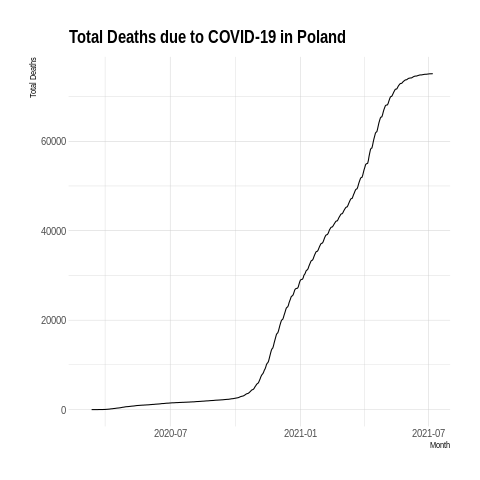 Total Deaths due to COVID-19 in Poland
Total Deaths
60000
40000
20000
0
2020-07 2021-01 2021-07
Month